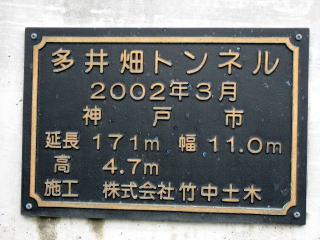 多井畑トンネル
2002年3月
神戸市
延長 171m 幅 11.0m
高 4.7m
施工 株式会社竹中土木